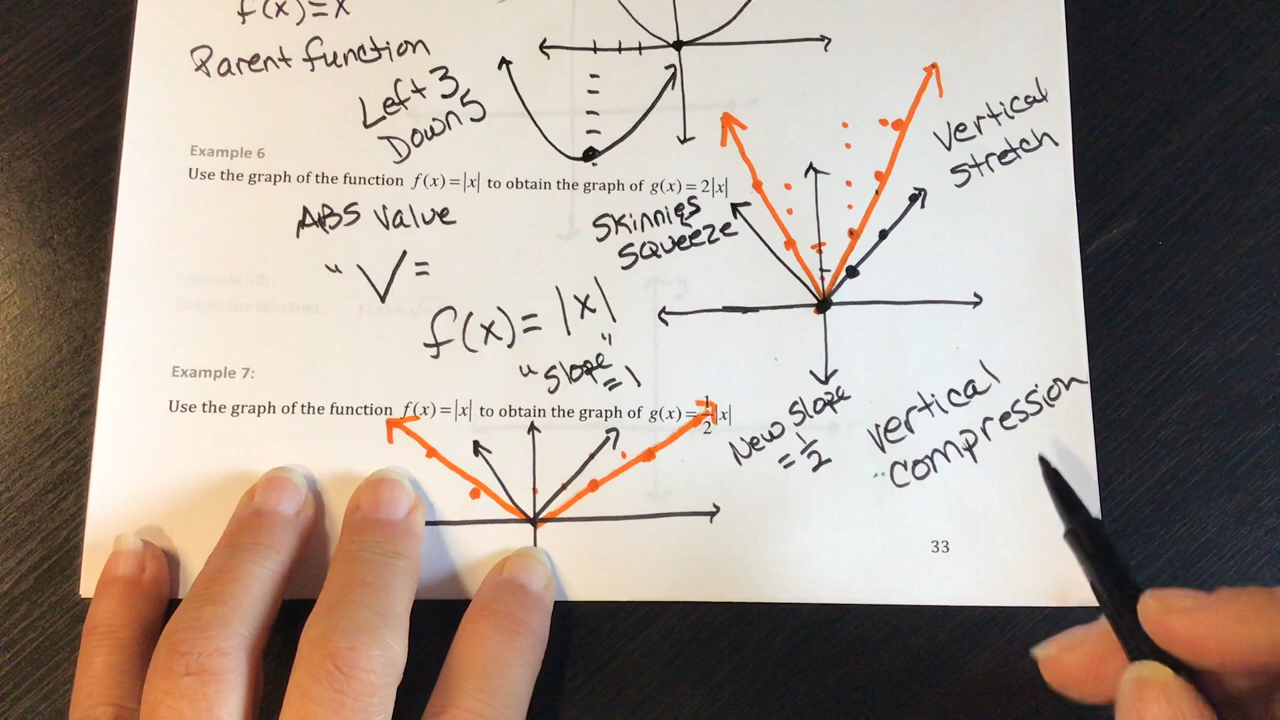 f(x)=x
Parent function
Left 3
Down 5
Example 6
Use the graph of the function f(x)=|x| to obtain the graph of g(x)=2|x|
ABS Value
"V=
f(x)=|x|
"Slope"
=1
Skinnies
Squeeze
Vertical
stretch
Example 7:
Use the graph of the function f(x)=|x| to obtain the graph of g(x)=1/2|x|
New Slope
=1/2
Vertical
compression
33